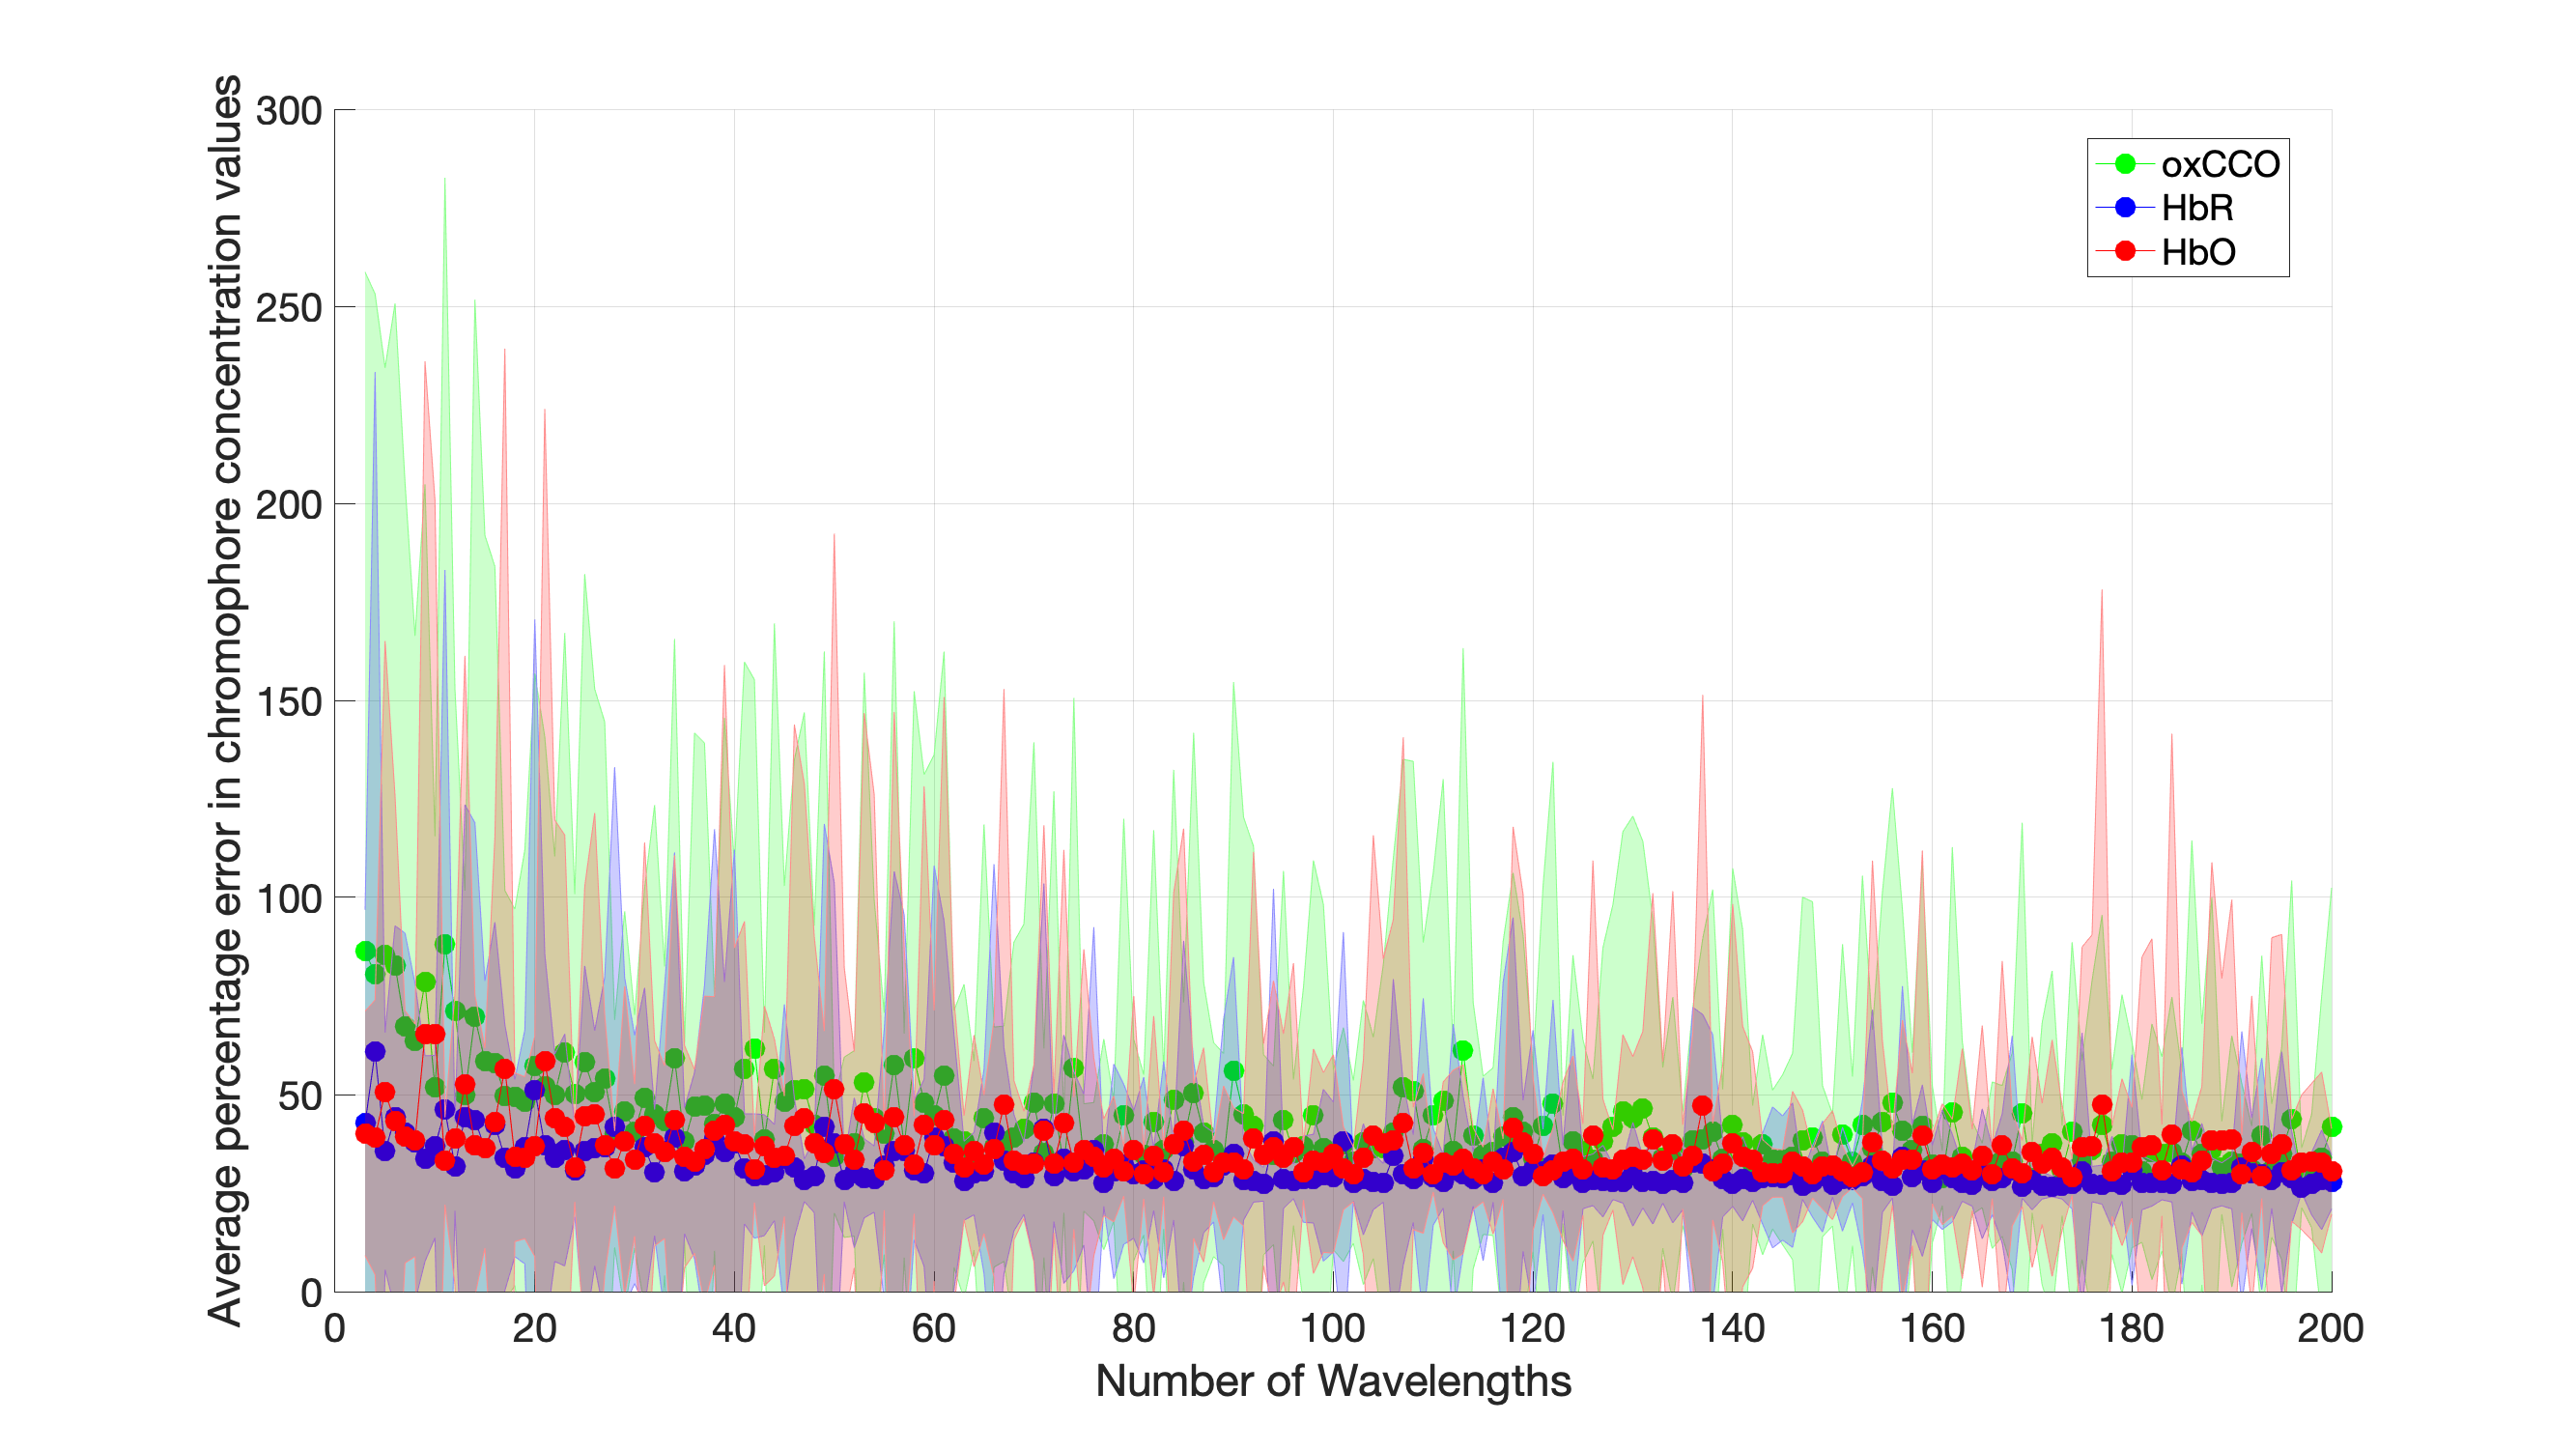 Average percentage error in chromophore concentration values
300
250
200
150
100
50
0
oxCCO
HbR
HbO
0 20 40 60 80 100 120 140 160 180 200
Number of Wavelengths